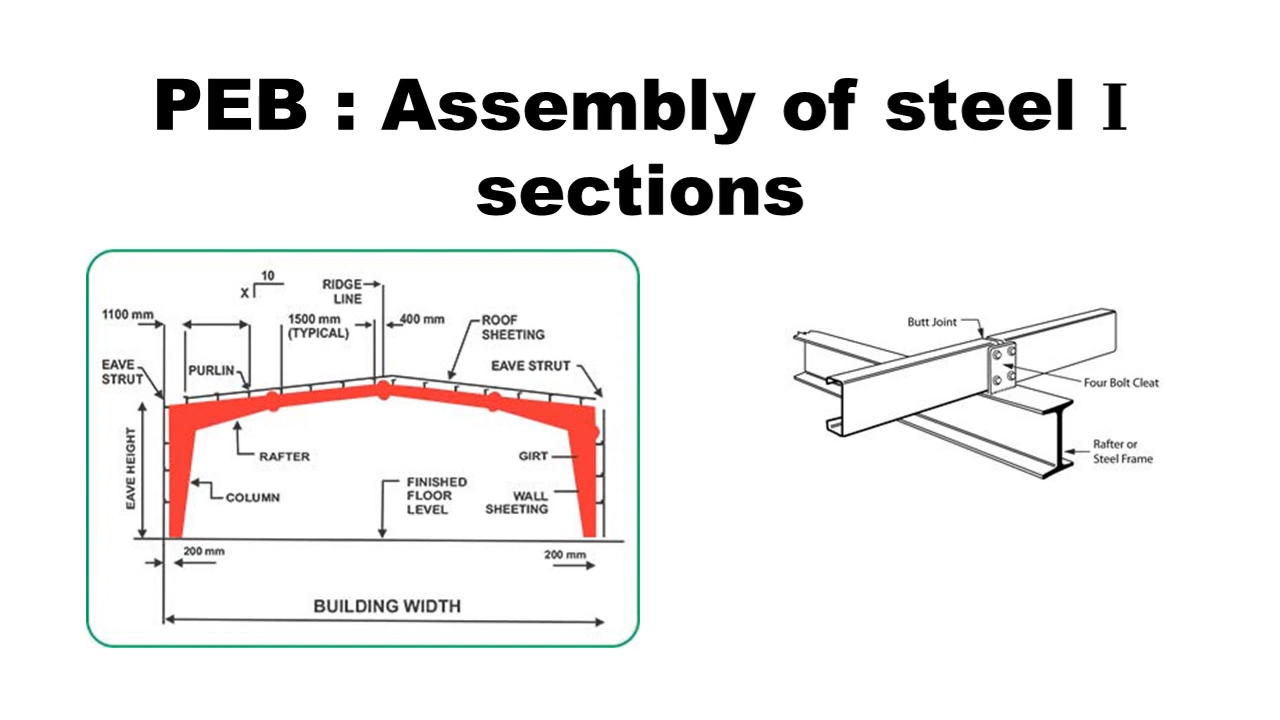 PEB : Assembly of steel I
sections
10
X
RIDGE
LINE
1100 mm
1500 mm
(TYPICAL)
400 mm
ROOF
SHEETING
EAVE
STRUT
PURLIN
EAVE STRUT
EAVE HEIGHT
RAFTER
GIRT
COLUMN
FINISHED
FLOOR
LEVEL
WALL
SHEETING
200 mm
200 mm
BUILDING WIDTH
Butt Joint
Four Bolt Cleat
Rafter or
Steel Frame